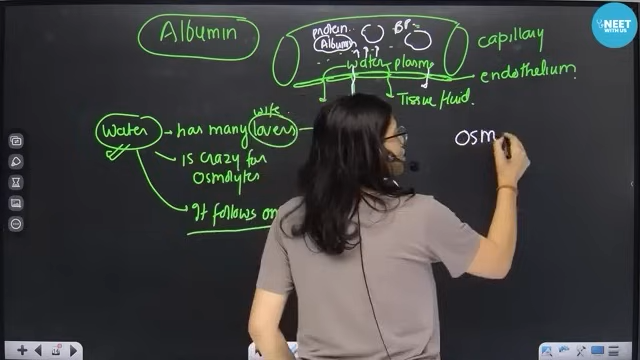 Albumin
protein
Albumin
BP
water plasma
capillary
endothelium
Tissue fluid.
Water → has many lovers
wife
→ is crazy for
osmolytes
→ It follows
osm
NEET
WITH US